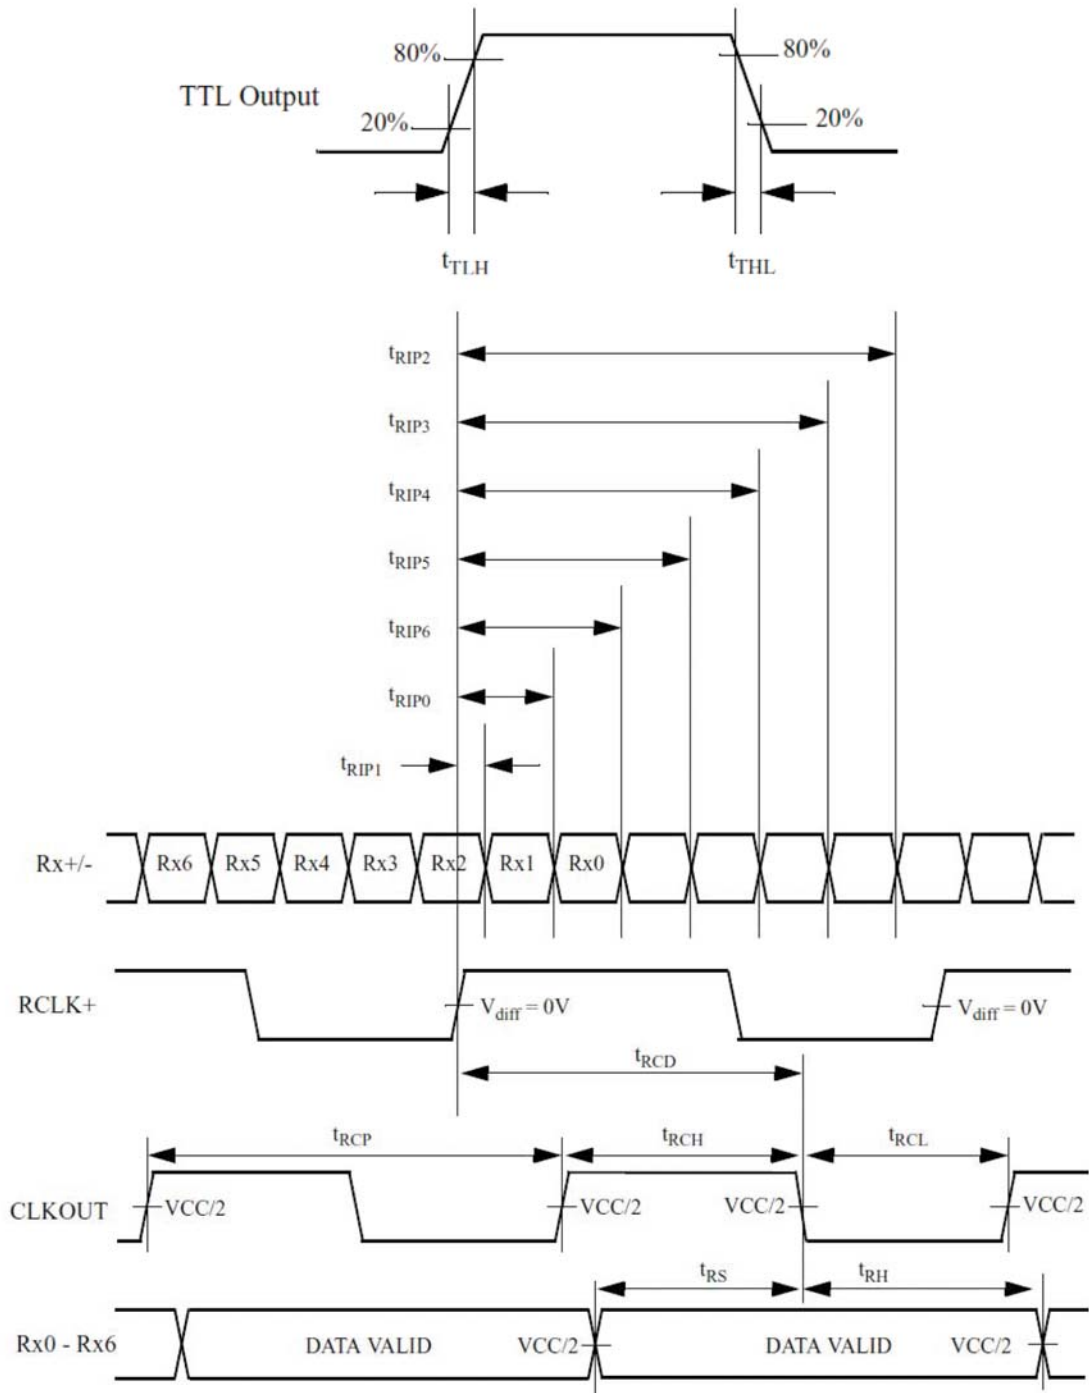 80% 80%
TTL Output
20% 20%
tTLH tTHL
tRIP2
tRIP3
tRIP4
tRIP5
tRIP6
tRIP0
tRIP1
Rx+/- Rx6 Rx5 Rx4 Rx3 Rx2 Rx1 Rx0
RCLK+ Vdiff = 0V Vdiff = 0V
tRCD
tRCP tRCH tRCL
CLKOUT VCC/2 VCC/2 VCC/2 VCC/2
tRS tRH
Rx0 - Rx6 DATA VALID VCC/2 DATA VALID VCC/2